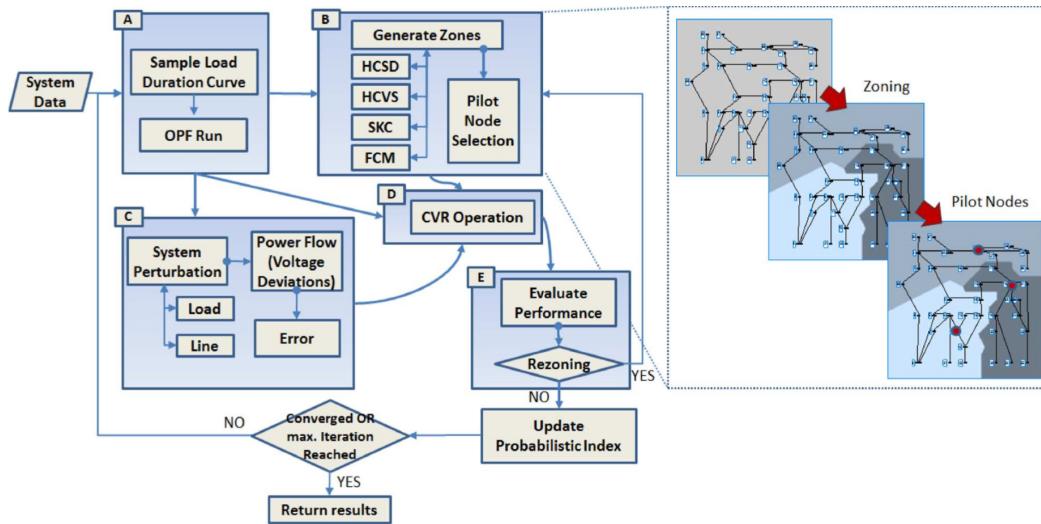 A
System
Data
Sample Load
Duration Curve
OPF Run
B
Generate Zones
HCSD
HCVS
SKC
FCM
Pilot
Node
Selection
C
System
Perturbation
Load
Line
Power Flow
(Voltage
Deviations)
Error
D
CVR Operation
E
Evaluate
Performance
Rezoning
YES
NO
Update
Probabilistic Index
NO
Converged OR
max. Iteration
Reached
YES
Return results
Zoning
Pilot Nodes